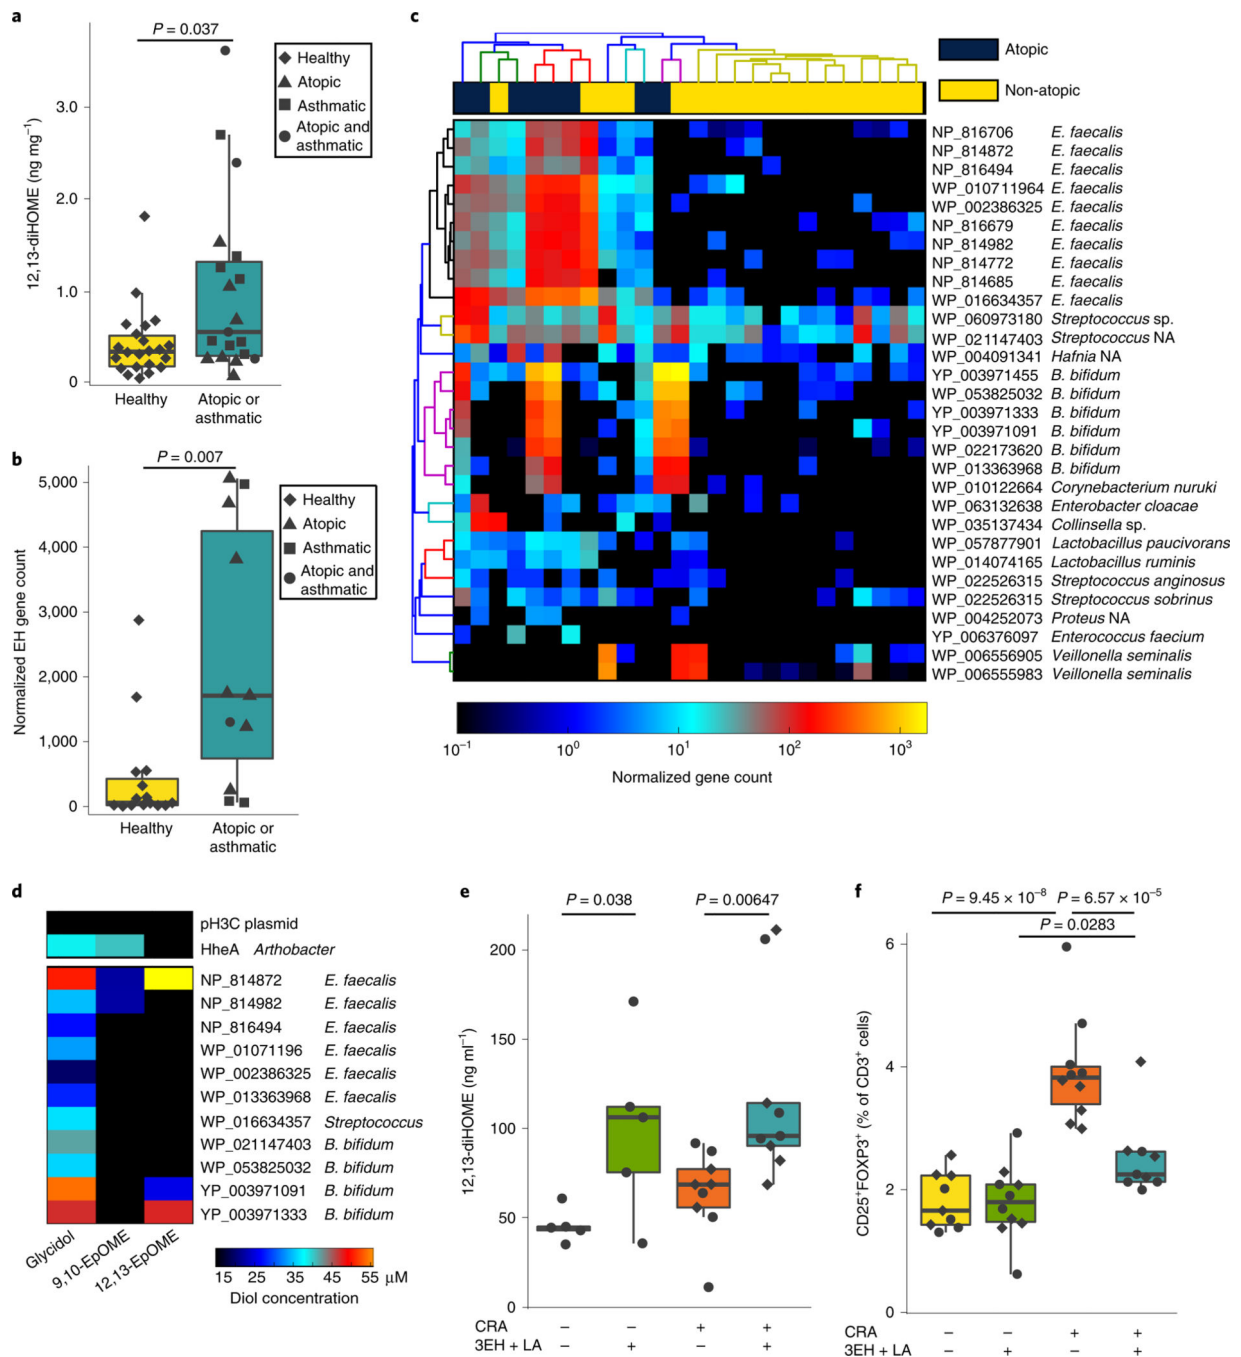 a
P = 0.037
12,13-diHOME (ng mg⁻¹)
3.0
2.0
1.0
0
Healthy
Atopic or
asthmatic
Healthy
Atopic
Asthmatic
Atopic and
asthmatic
b
P = 0.007
Normalized EH gene count
5,000
4,000
3,000
2,000
1,000
0
Healthy
Atopic or
asthmatic
Healthy
Atopic
Asthmatic
Atopic and
asthmatic
c
Atopic
Non-atopic
NP_816706 E. faecalis
NP_814872 E. faecalis
NP_816494 E. faecalis
WP_010711964 E. faecalis
WP_002386325 E. faecalis
NP_816679 E. faecalis
NP_814982 E. faecalis
NP_814772 E. faecalis
NP_814685 E. faecalis
WP_016634357 E. faecalis
WP_060973180 Streptococcus sp.
WP_021147403 Streptococcus NA
WP_004091341 Hafnia NA
YP_003971455 B. bifidum
WP_053825032 B. bifidum
YP_003971333 B. bifidum
YP_003971091 B. bifidum
WP_022173620 B. bifidum
WP_013363968 B. bifidum
WP_010122664 Corynebacterium nuruki
WP_063132638 Enterobacter cloacae
WP_035137434 Collinsella sp.
WP_057877901 Lactobacillus paucivorans
WP_014074165 Lactobacillus ruminis
WP_022526315 Streptococcus anginosus
WP_022526315 Streptococcus sobrinus
WP_004252073 Proteus NA
YP_006376097 Enterococcus faecium
WP_006556905 Veillonella seminalis
WP_006555983 Veillonella seminalis
10⁻¹ 10⁰ 10¹ 10² 10³
Normalized gene count
d
pH3C plasmid
HheA Arthobacter
NP_814872 E. faecalis
NP_814982 E. faecalis
NP_816494 E. faecalis
WP_01071196 E. faecalis
WP_002386325 E. faecalis
WP_013363968 E. faecalis
WP_016634357 Streptococcus
WP_021147403 B. bifidum
WP_053825032 B. bifidum
YP_003971091 B. bifidum
YP_003971333 B. bifidum
Glycidol
9,10-EpOME
12,13-EpOME
15 25 35 45 55 μM
Diol concentration
e
P = 0.038
P = 0.00647
12,13-diHOME (ng ml⁻¹)
200
150
100
50
0
CRA − − + +
3EH + LA − + − +
f
P = 9.45 × 10⁻⁸
P = 6.57 × 10⁻⁵
P = 0.0283
CD25⁺FOXP3⁺ (% of CD3⁺ cells)
6
4
2
0
CRA − − + +
3EH + LA − + − +